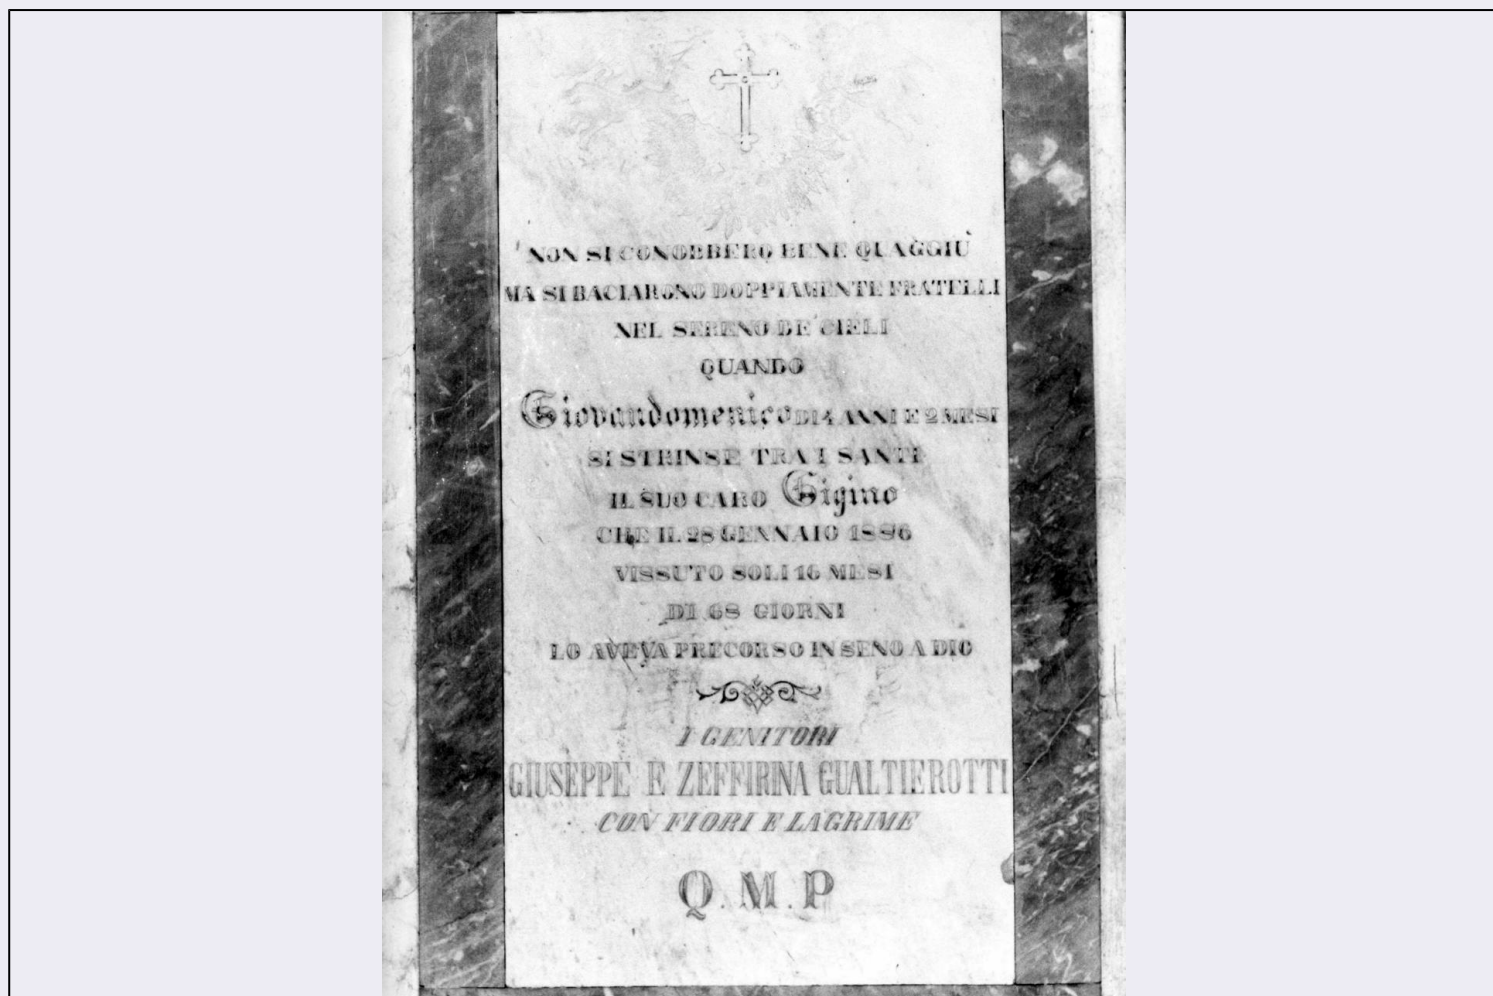 NON SI CONOBBERO BENE QUAGGIÙ
MA SI BACIARONO DOPPIAMENTE FRATELLI
NEL SERENO DE' CIELI
QUANDO
Giovandomenico DI 4 ANNI E 2 MESI
SI STRINSE TRA I SANTI
IL SUO CARO Gigino
CHE IL 28 GENNAIO 1886
VISSUTO SOLI 16 MESI
DI 68 GIORNI
LO AVEVA PRECORSO IN SENO A DIO
I GENITORI
GIUSEPPE E ZEFFIRINA GUALTIEROTTI
CON FIORI E LAGRIME
Q. M. P